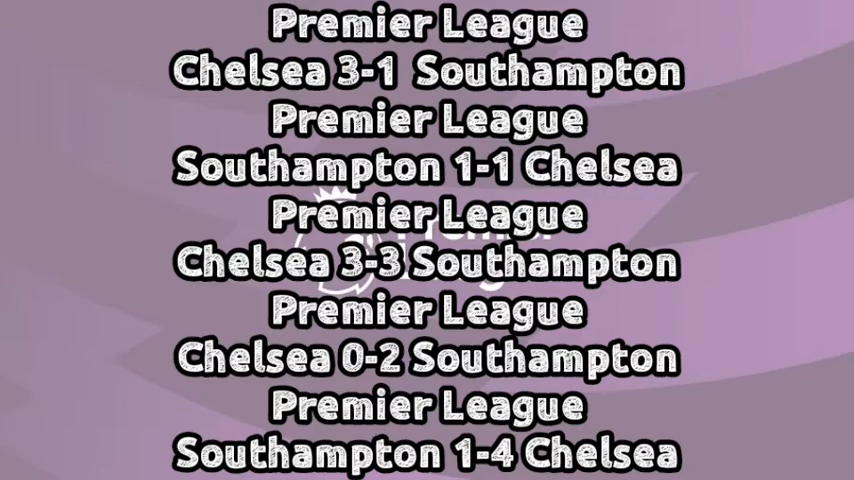 Premier League
Chelsea 3-1 Southampton
Premier League
Southampton 1-1 Chelsea
Premier League
Chelsea 3-3 Southampton
Premier League
Chelsea 0-2 Southampton
Premier League
Southampton 1-4 Chelsea